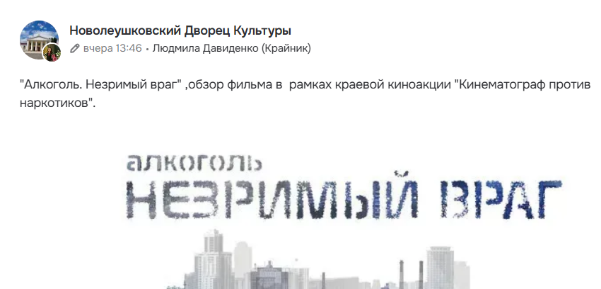 Новолеушковский Дворец Культуры
вчера 13:46 • Людмила Давиденко (Крайник)
"Алкоголь. Незримый враг" ,обзор фильма в рамках краевой киноакции "Кинематограф против
наркотиков".
алкоголь
НЕЗРИМЫЙ ВРАГ